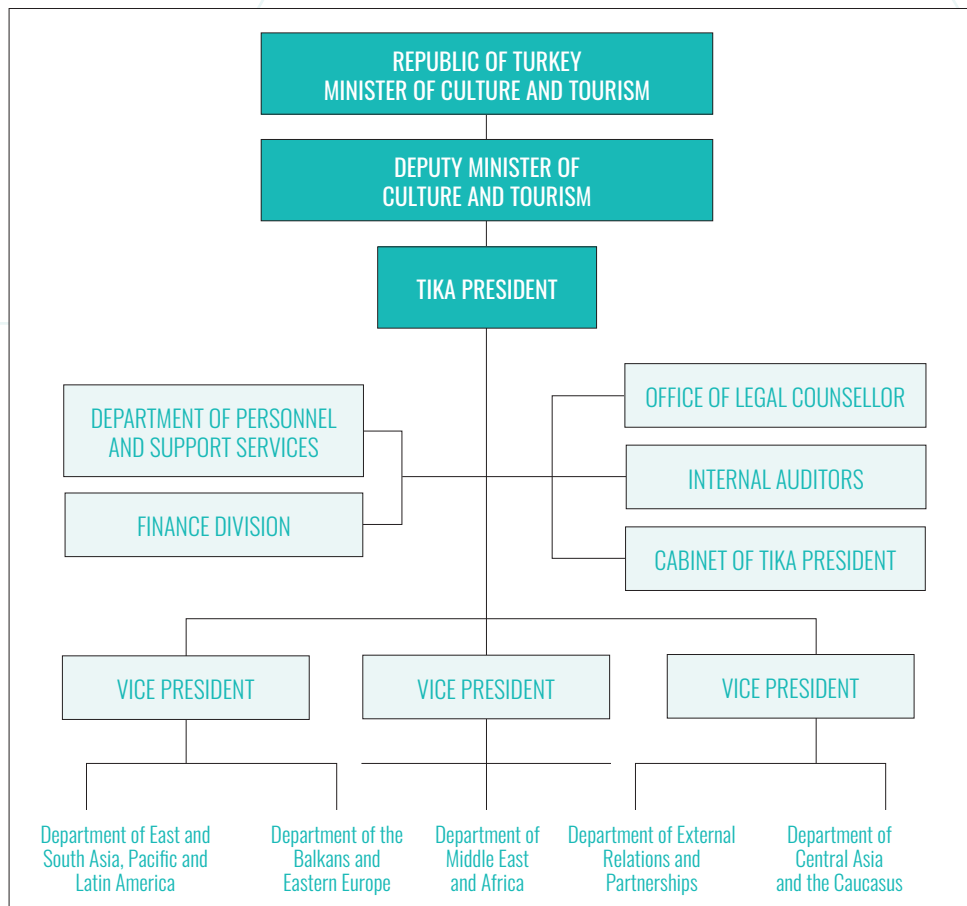 REPUBLIC OF TURKEY
MINISTER OF CULTURE AND TOURISM
DEPUTY MINISTER OF
CULTURE AND TOURISM
TIKA PRESIDENT
DEPARTMENT OF PERSONNEL
AND SUPPORT SERVICES
FINANCE DIVISION
OFFICE OF LEGAL COUNSELLOR
INTERNAL AUDITORS
CABINET OF TIKA PRESIDENT
VICE PRESIDENT
VICE PRESIDENT
VICE PRESIDENT
Department of East and
South Asia, Pacific and
Latin America
Department of the
Balkans and
Eastern Europe
Department of
Middle East
and Africa
Department of External
Relations and
Partnerships
Department of
Central Asia
and the Caucasus